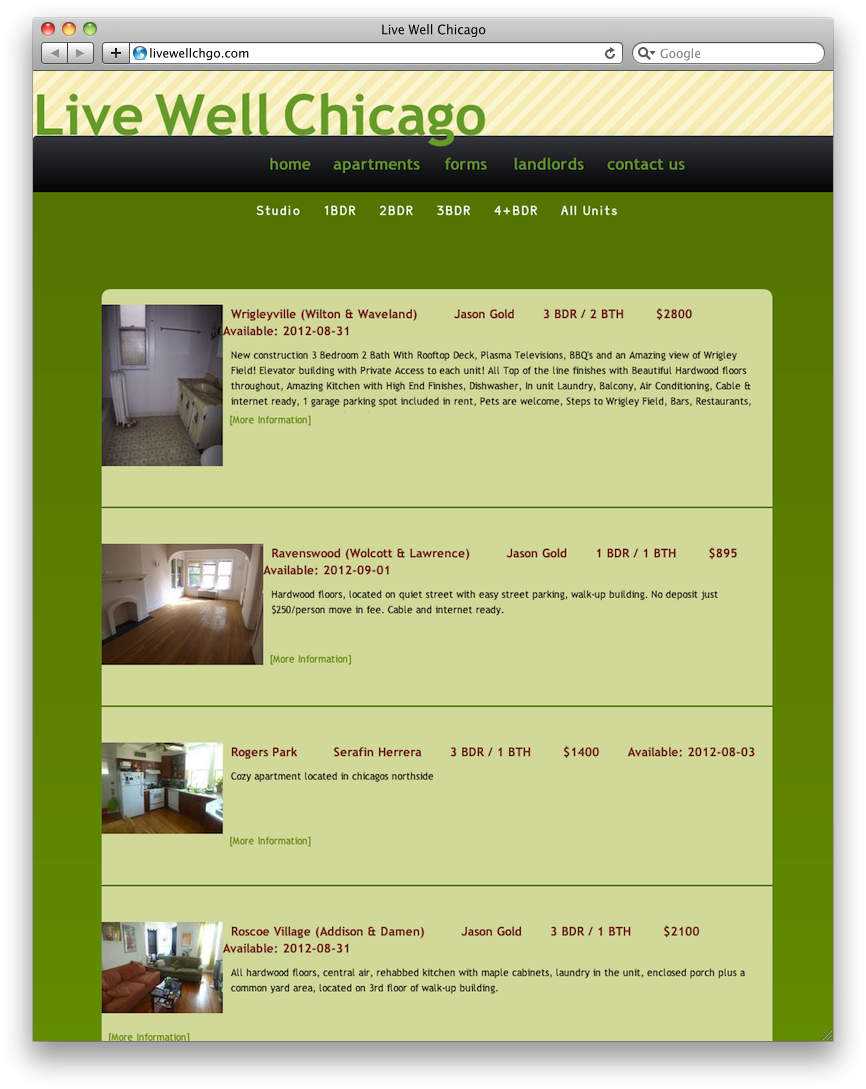 Live Well Chicago
livewellchgo.com
Google
Live Well Chicago
home apartments forms landlords contact us
Studio 1BDR 2BDR 3BDR 4+BDR All Units
Wrigleyville (Wilton & Waveland) Jason Gold 3 BDR / 2 BTH $2800
Available: 2012-08-31
New construction 3 Bedroom 2 Bath With Rooftop Deck, Plasma Televisions, BBQ's and an Amazing view of Wrigley
Field! Elevator building with Private Access to each unit! All Top of the line finishes with Beautiful Hardwood floors
throughout, Amazing Kitchen with High End Finishes, Dishwasher, In unit Laundry, Balcony, Air Conditioning, Cable &
internet ready, 1 garage parking spot included in rent, Pets are welcome, Steps to Wrigley Field, Bars, Restaurants,
[More Information]
Ravenswood (Wolcott & Lawrence) Jason Gold 1 BDR / 1 BTH $895
Available: 2012-09-01
Hardwood floors, located on quiet street with easy street parking, walk-up building. No deposit just
$250/person move in fee. Cable and internet ready.
[More Information]
Rogers Park Serafin Herrera 3 BDR / 1 BTH $1400 Available: 2012-08-03
Cozy apartment located in chicagos northside
[More Information]
Roscoe Village (Addison & Damen) Jason Gold 3 BDR / 1 BTH $2100
Available: 2012-08-31
All hardwood floors, central air, rehabbed kitchen with maple cabinets, laundry in the unit, enclosed porch plus a
common yard area, located on 3rd floor of walk-up building.
[More Information]